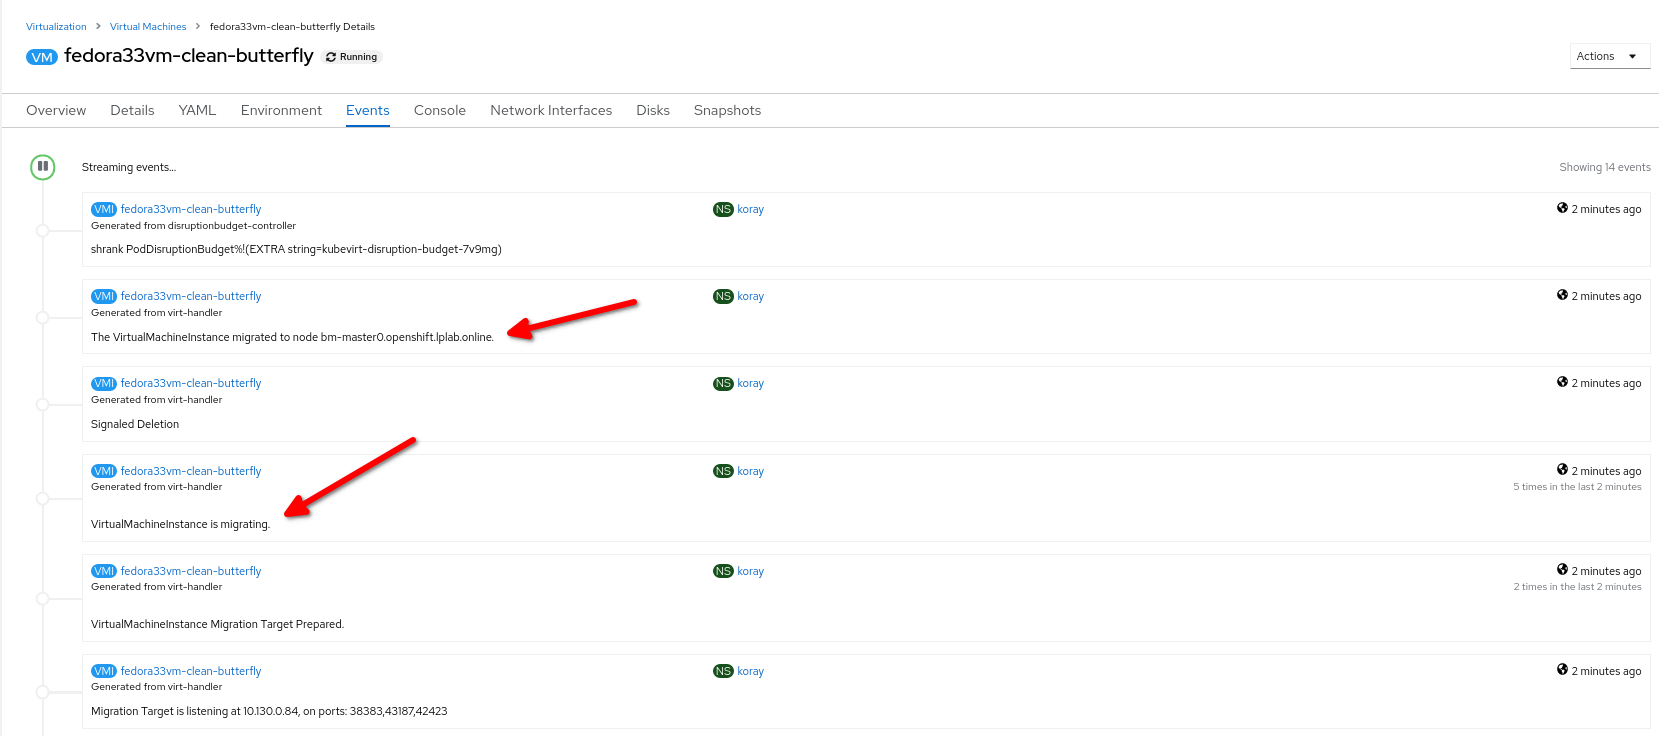 Virtualization > Virtual Machines > fedora33vm-clean-butterfly Details
VM fedora33vm-clean-butterfly Running
Actions
Overview Details YAML Environment Events Console Network Interfaces Disks Snapshots
Streaming events...
Showing 14 events
VMI fedora33vm-clean-butterfly NS koray 2 minutes ago
Generated from disruptionbudget-controller
shrank PodDisruptionBudget%!(EXTRA string=kubevirt-disruption-budget-7v9mg)
VMI fedora33vm-clean-butterfly NS koray 2 minutes ago
Generated from virt-handler
The VirtualMachineInstance migrated to node bm-master0.openshift.lplab.online.
VMI fedora33vm-clean-butterfly NS koray 2 minutes ago
Generated from virt-handler
Signaled Deletion
VMI fedora33vm-clean-butterfly NS koray 2 minutes ago
Generated from virt-handler 5 times in the last 2 minutes
VirtualMachineInstance is migrating.
VMI fedora33vm-clean-butterfly NS koray 2 minutes ago
Generated from virt-handler 2 times in the last 2 minutes
VirtualMachineInstance Migration Target Prepared.
VMI fedora33vm-clean-butterfly NS koray 2 minutes ago
Generated from virt-handler
Migration Target is listening at 10.130.0.84, on ports: 38383,43187,42423